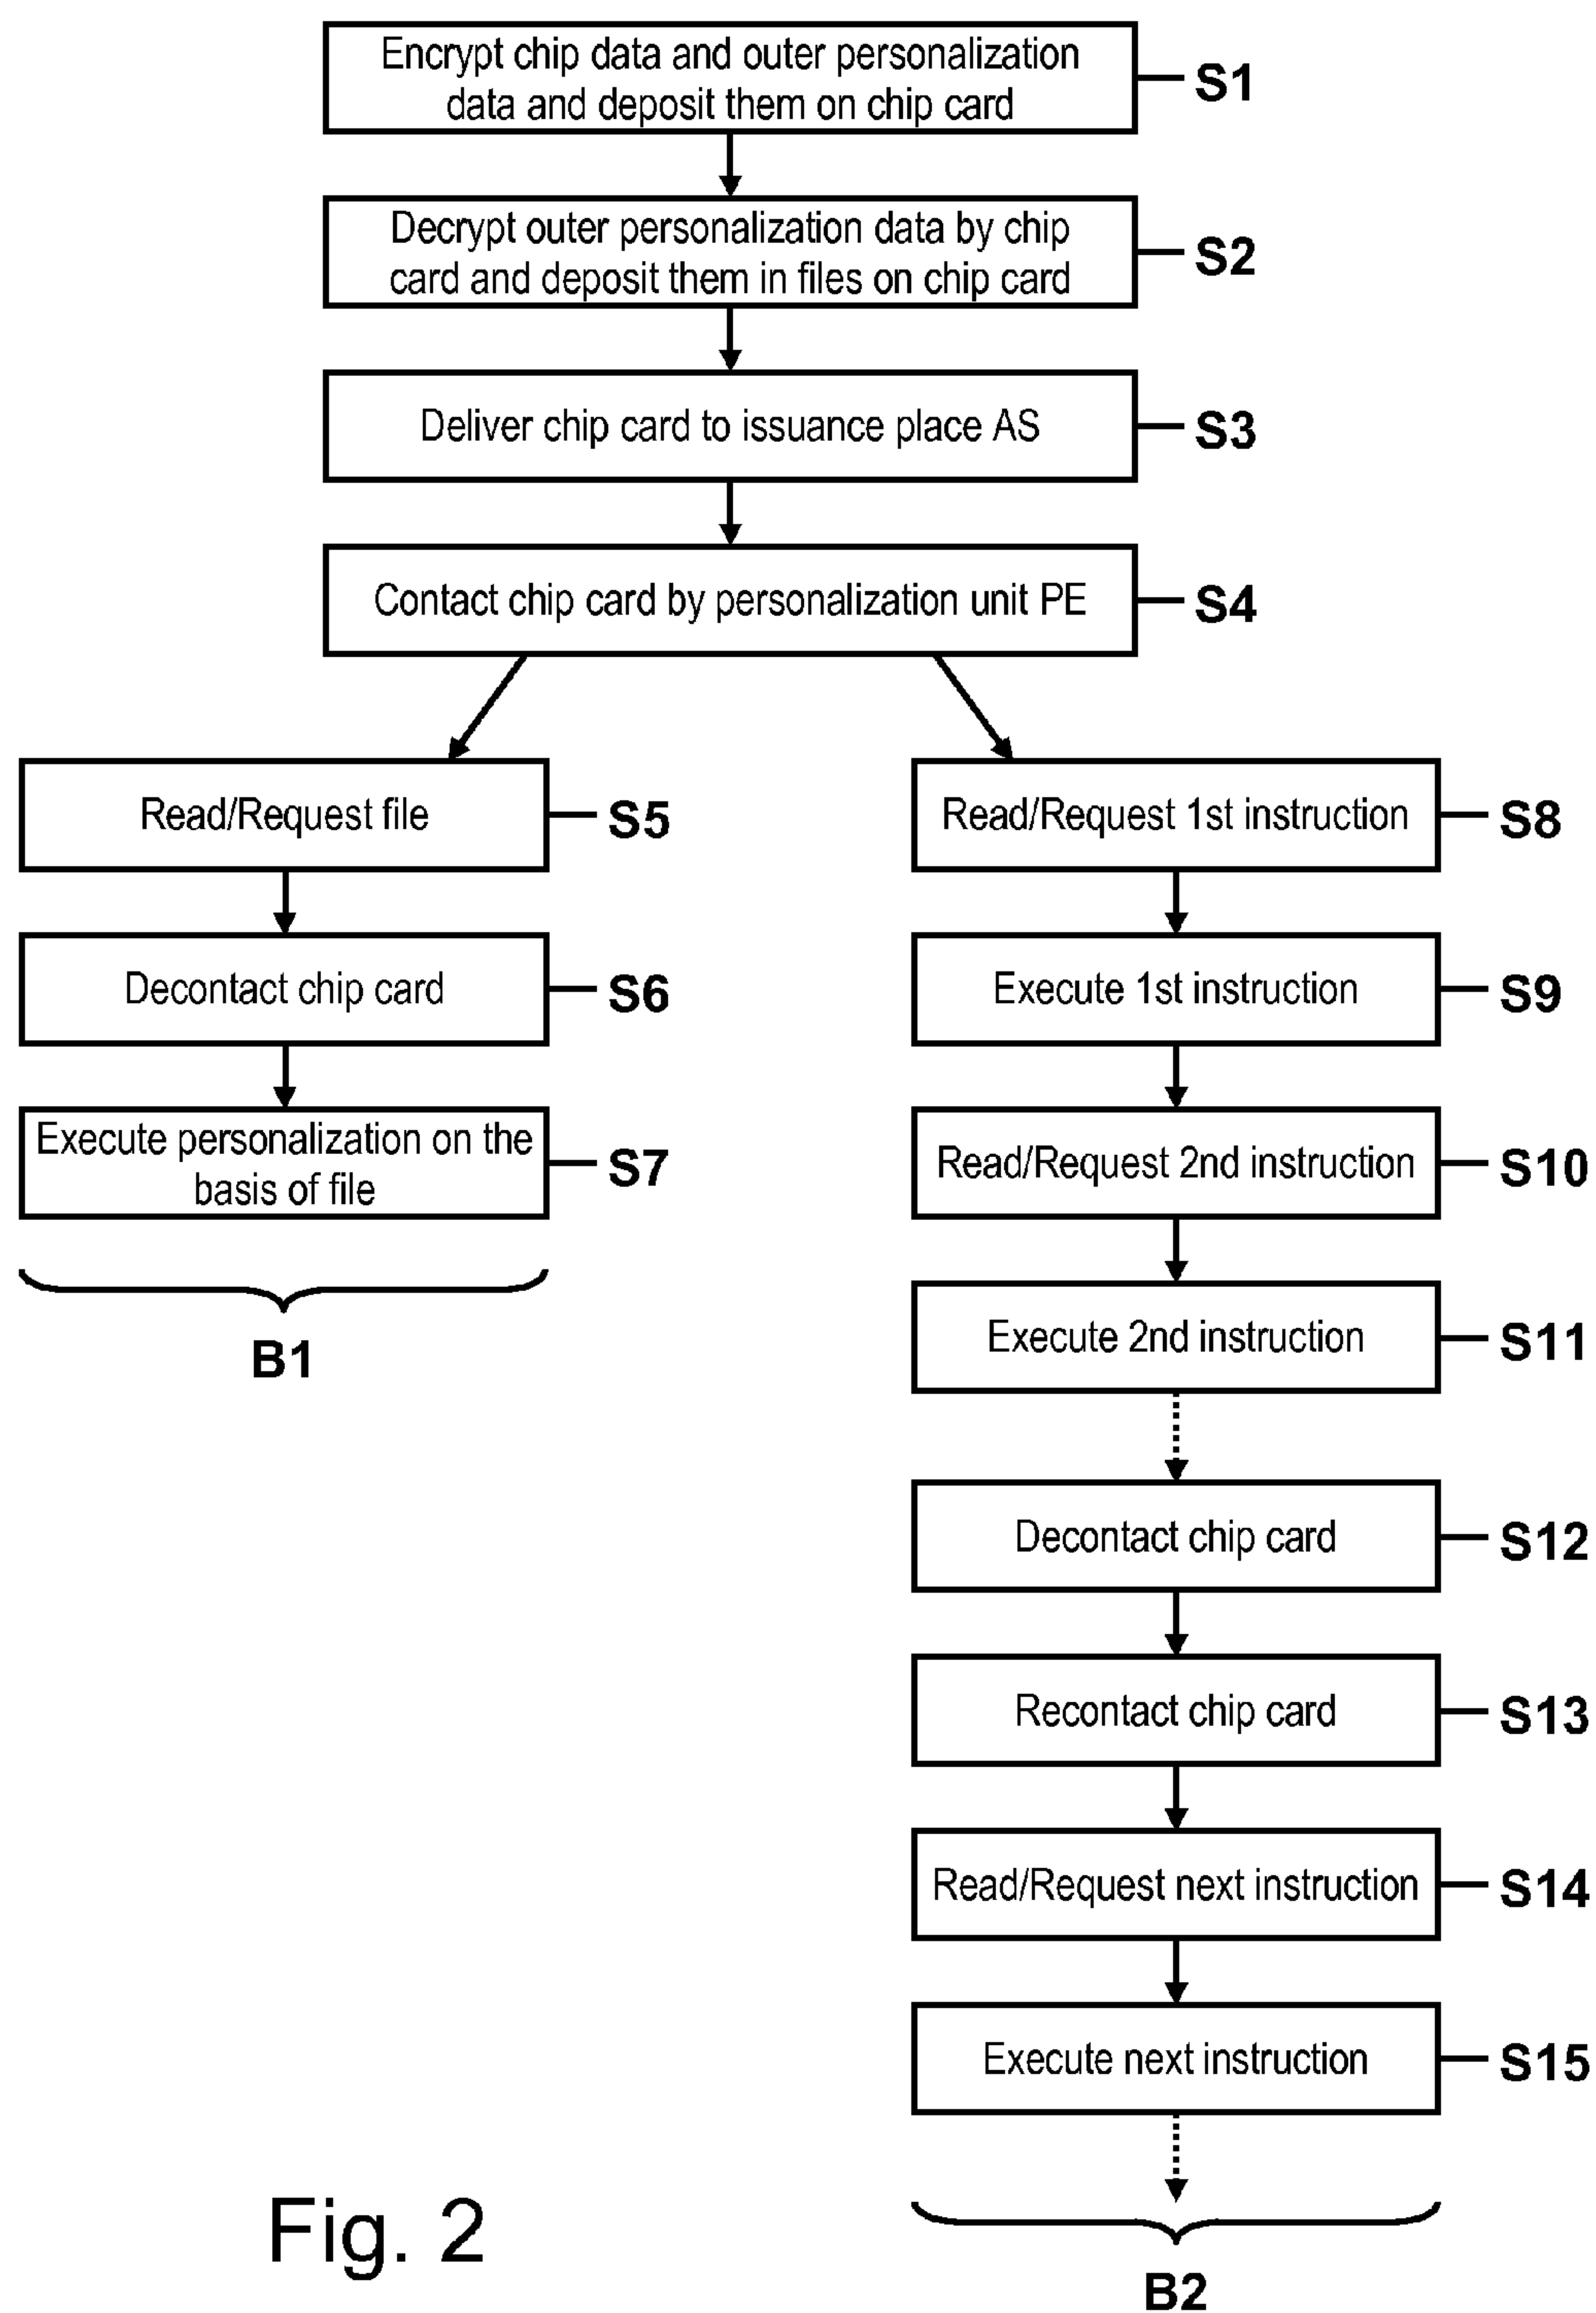 Encrypt chip data and outer personalization
data and deposit them on chip card
S1
Decrypt outer personalization data by chip
card and deposit them in files on chip card
S2
Deliver chip card to issuance place AS
S3
Contact chip card by personalization unit PE
S4
Read/Request file
S5
Decontact chip card
S6
Execute personalization on the
basis of file
S7
B1
Read/Request 1st instruction
S8
Execute 1st instruction
S9
Read/Request 2nd instruction
S10
Execute 2nd instruction
S11
Decontact chip card
S12
Recontact chip card
S13
Read/Request next instruction
S14
Execute next instruction
S15
B2
Fig. 2